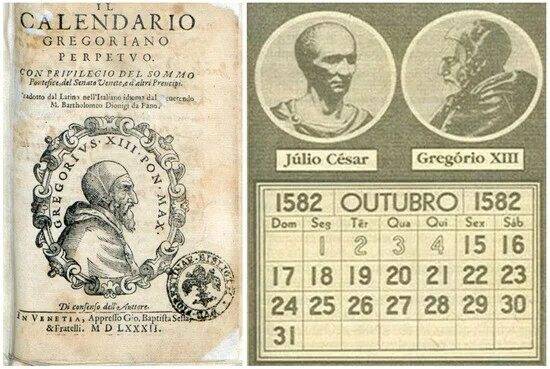 IL
CALENDARIO
GREGORIANO
PERPETVO.
CON PRIVILEGIO DEL SOMMO
Pontefice, del Senato Veneto, e d'altri Prencipi.
Tradotto dal Latino nell'Italiano idioma dal Reuerendo
M. Bartholomeo Dionigi da Fano.
GREGORIVS. XIII. PON. MAX.
Di consenso dell'Auttore.
IN VENETIA, Appresso Gio. Baptista Sessa,
& Fratelli. M D LXXXII.
Júlio César Gregório XIII
1582 OUTUBRO 1582
Dom Seg Têr Qua Qui Sex Sáb
1 2 3 4 15 16
17 18 19 20 21 22 23
24 25 26 27 28 29 30
31